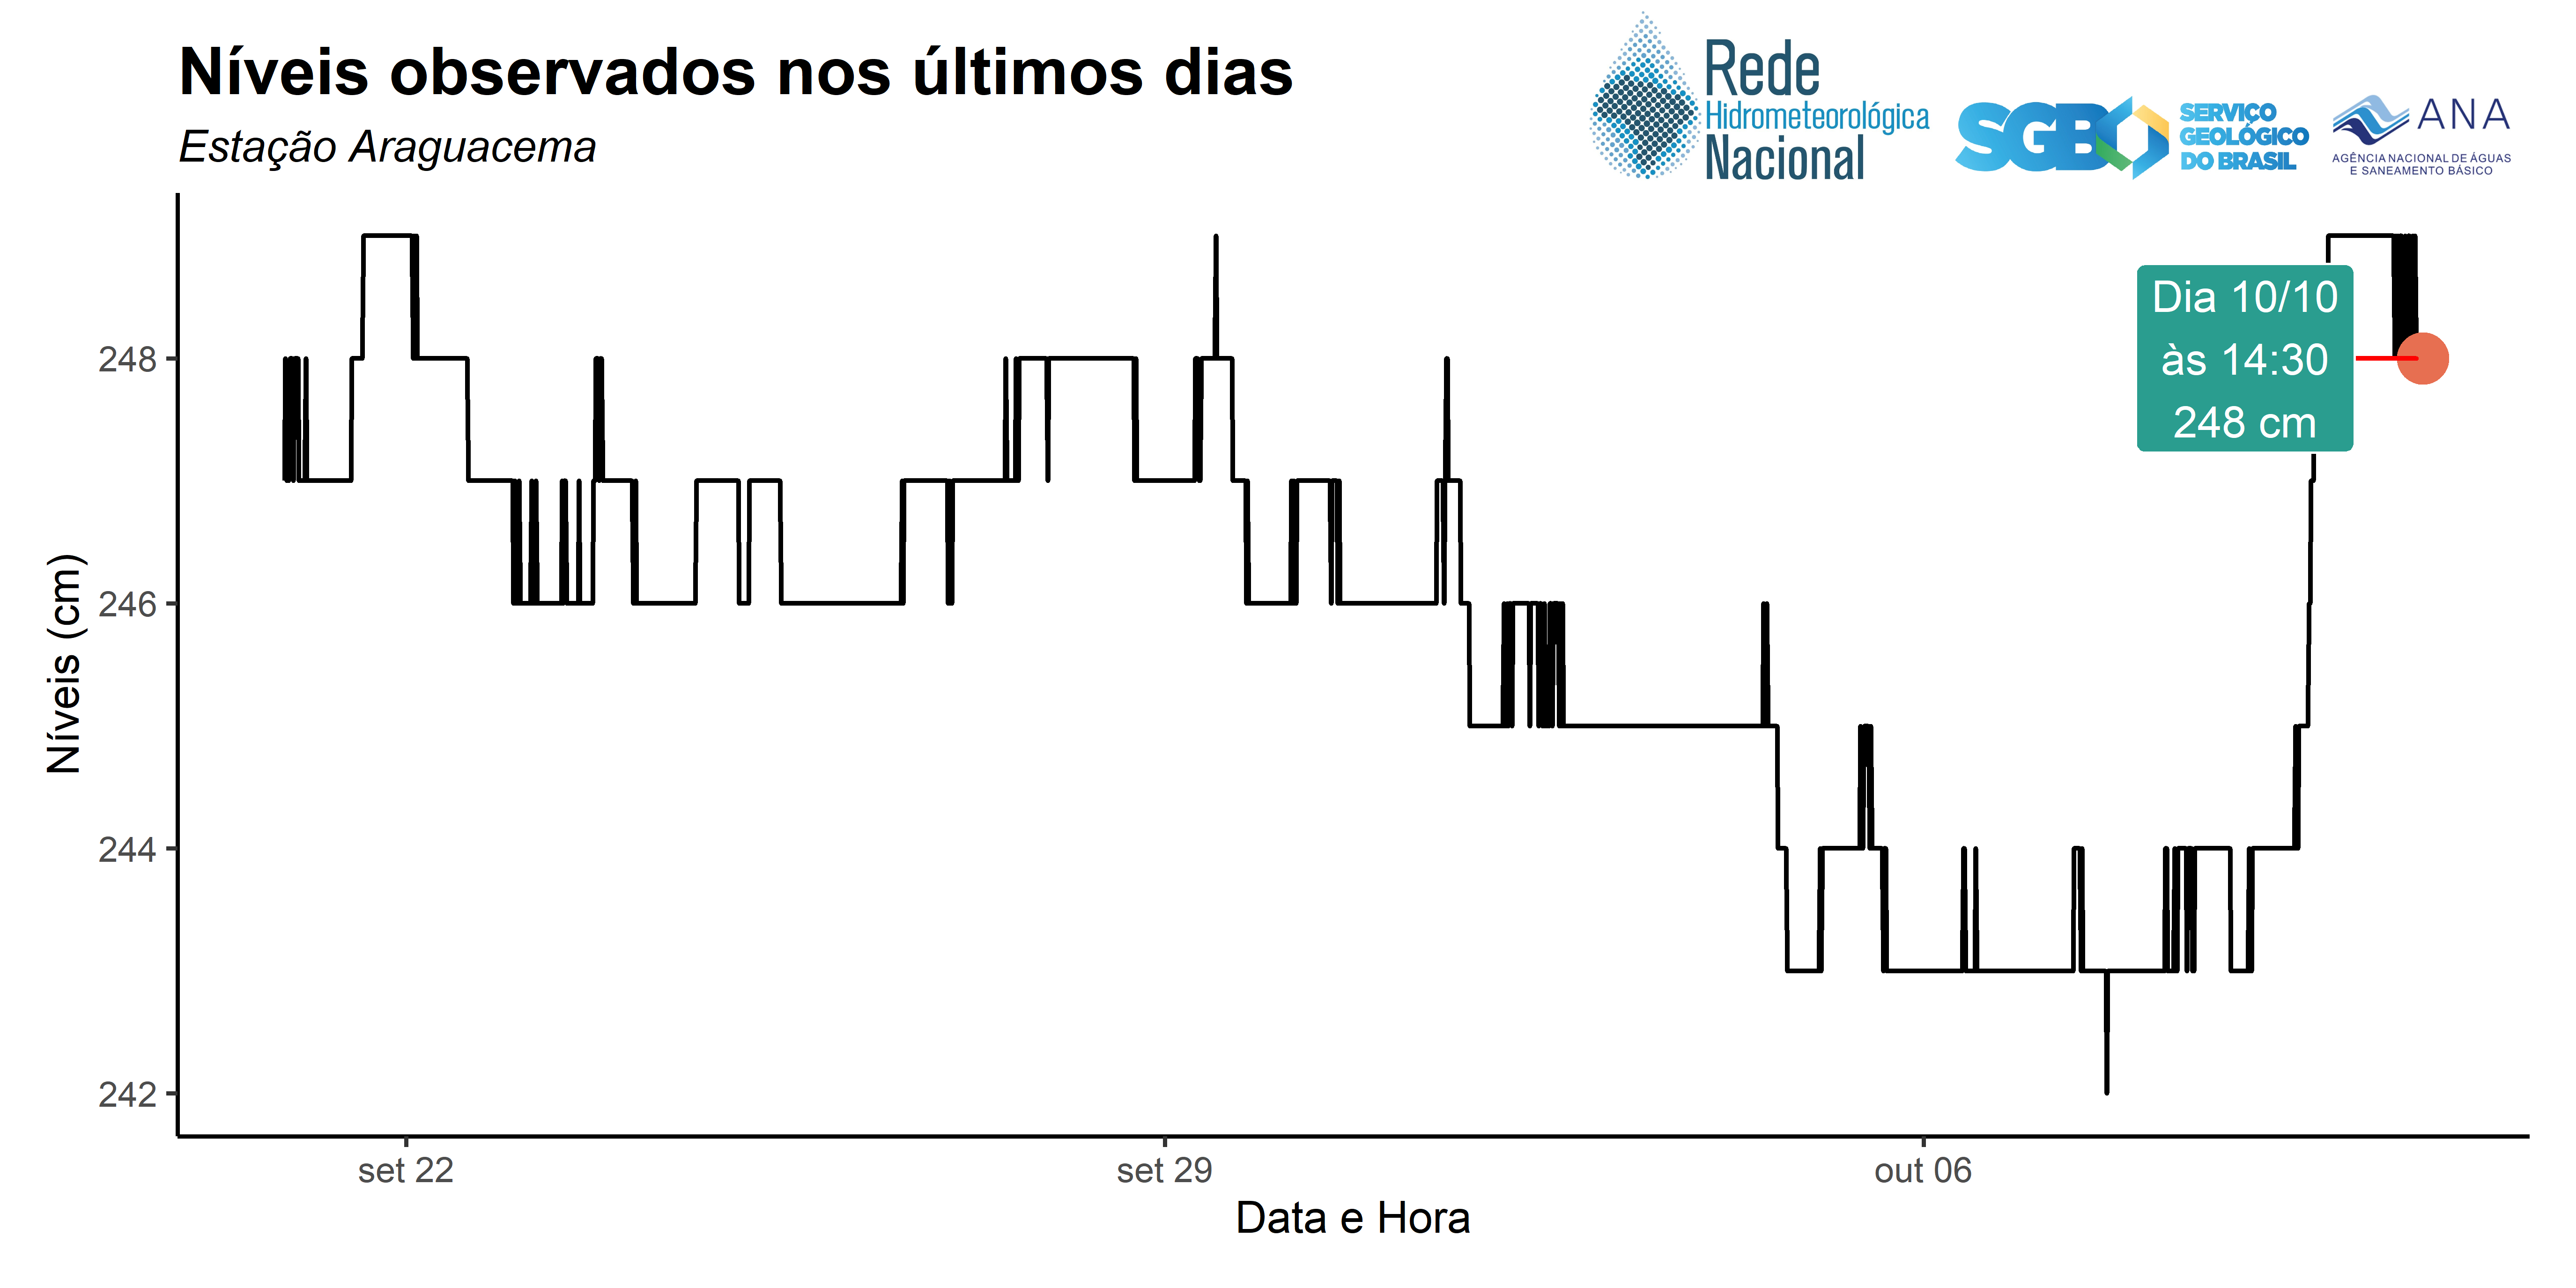 Níveis observados nos últimos dias
Estação Araguacema
Rede
Hidrometeorológica
Nacional
SGB
SERVIÇO
GEOLÓGICO
DO BRASIL
ANA
AGÊNCIA NACIONAL DE ÁGUAS
E SANEAMENTO BÁSICO
Dia 10/10
às 14:30
248 cm
Níveis (cm)
248
246
244
242
set 22
set 29
out 06
Data e Hora